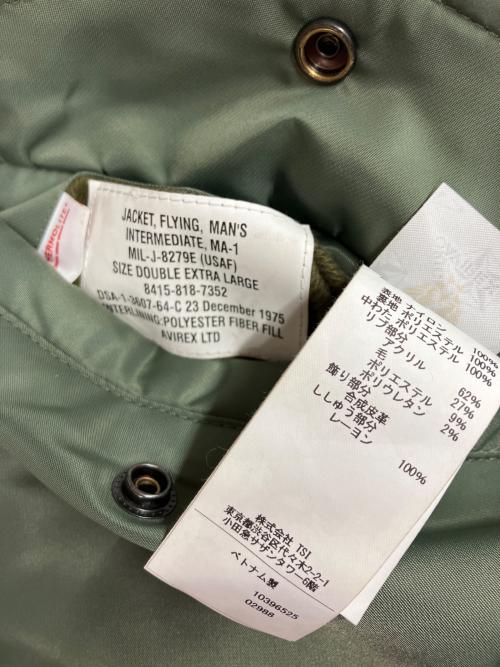 THERMOLITE
JACKET, FLYING, MAN'S
INTERMEDIATE, MA-1
MIL-J-8279E (USAF)
SIZE DOUBLE EXTRA LARGE
8415-818-7352
DSA-1-3607-64-C 23 December 1975
INTERLINING:POLYESTER FIBER FILL
AVIREX LTD
表地 ナイロン 100%
裏地 ポリエステル 100%
中わた ポリエステル 100%
リブ部分
アクリル 62%
毛 27%
ポリエステル 9%
ポリウレタン 2%
飾り部分
合成皮革
ししゅう部分
レーヨン 100%
株式会社 TSI
東京都渋谷区代々木2-2-1
小田急サザンタワー6階
ベトナム製
10396525
02988